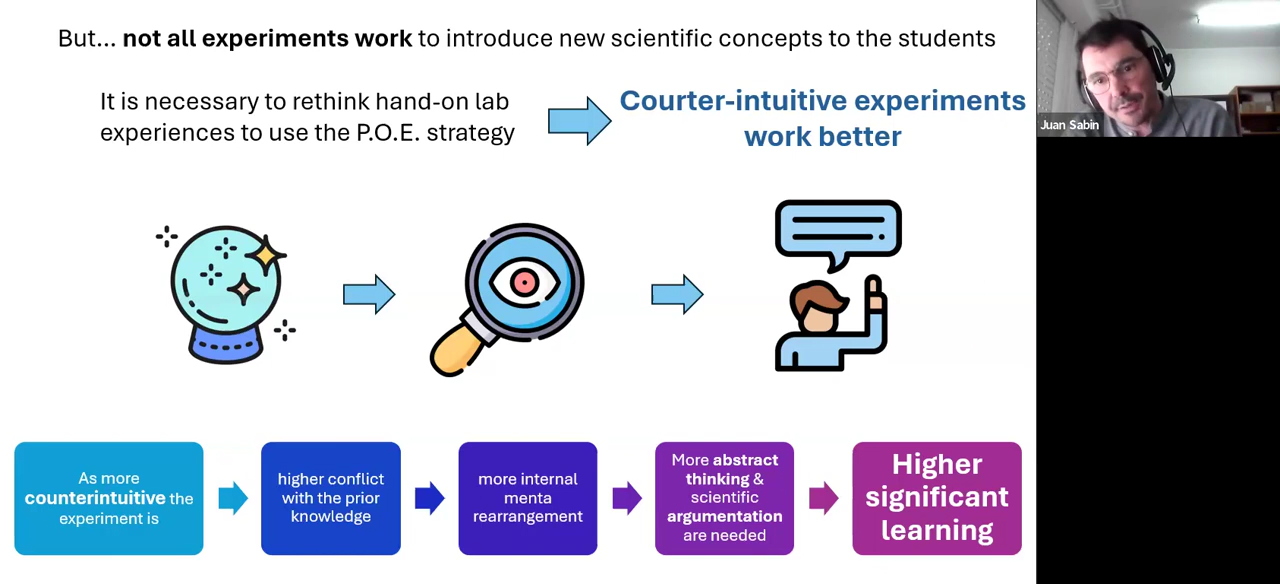 But... not all experiments work to introduce new scientific concepts to the students
It is necessary to rethink hand-on lab
experiences to use the P.O.E. strategy
Courter-intuitive experiments
work better
Juan Sabin
As more
counterintuitive the
experiment is
higher conflict
with the prior
knowledge
more internal
menta
rearrangement
More abstract
thinking &
scientific
argumentation
are needed
Higher
significant
learning